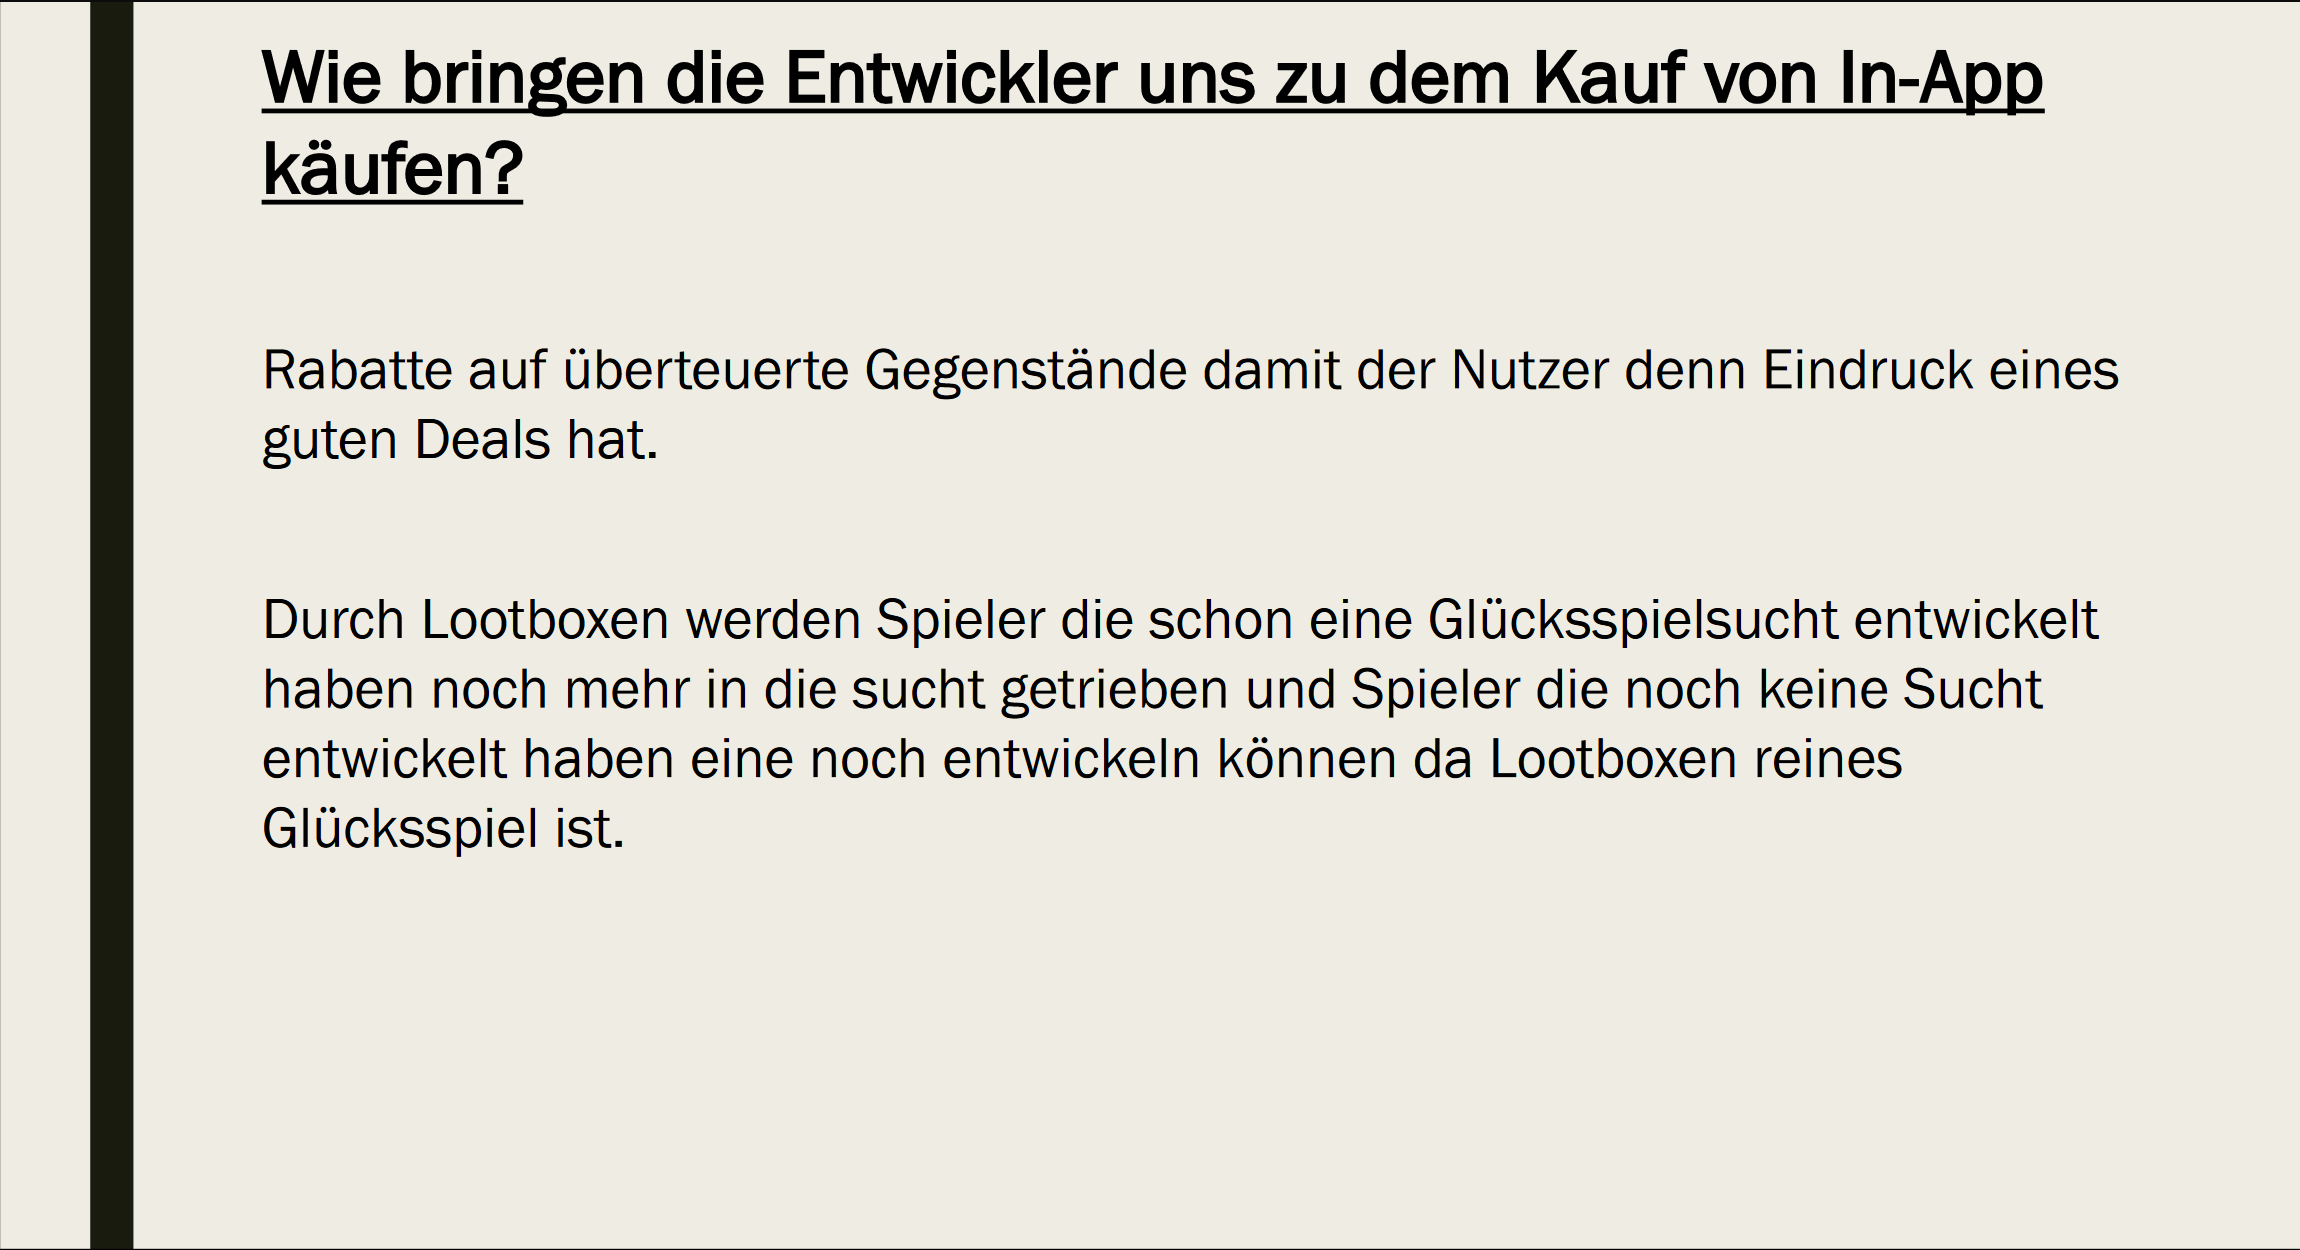 Wie bringen die Entwickler uns zu dem Kauf von In-App
käufen?
Rabatte auf überteuerte Gegenstände damit der Nutzer denn Eindruck eines
guten Deals hat.
Durch Lootboxen werden Spieler die schon eine Glücksspielsucht entwickelt
haben noch mehr in die sucht getrieben und Spieler die noch keine Sucht
entwickelt haben eine noch entwickeln können da Lootboxen reines
Glücksspiel ist.